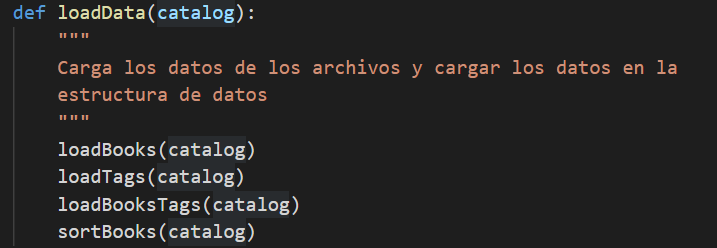 def loadData(catalog):
    """
    Carga los datos de los archivos y cargar los datos en la
    estructura de datos
    """
    loadBooks(catalog)
    loadTags(catalog)
    loadBooksTags(catalog)
    sortBooks(catalog)